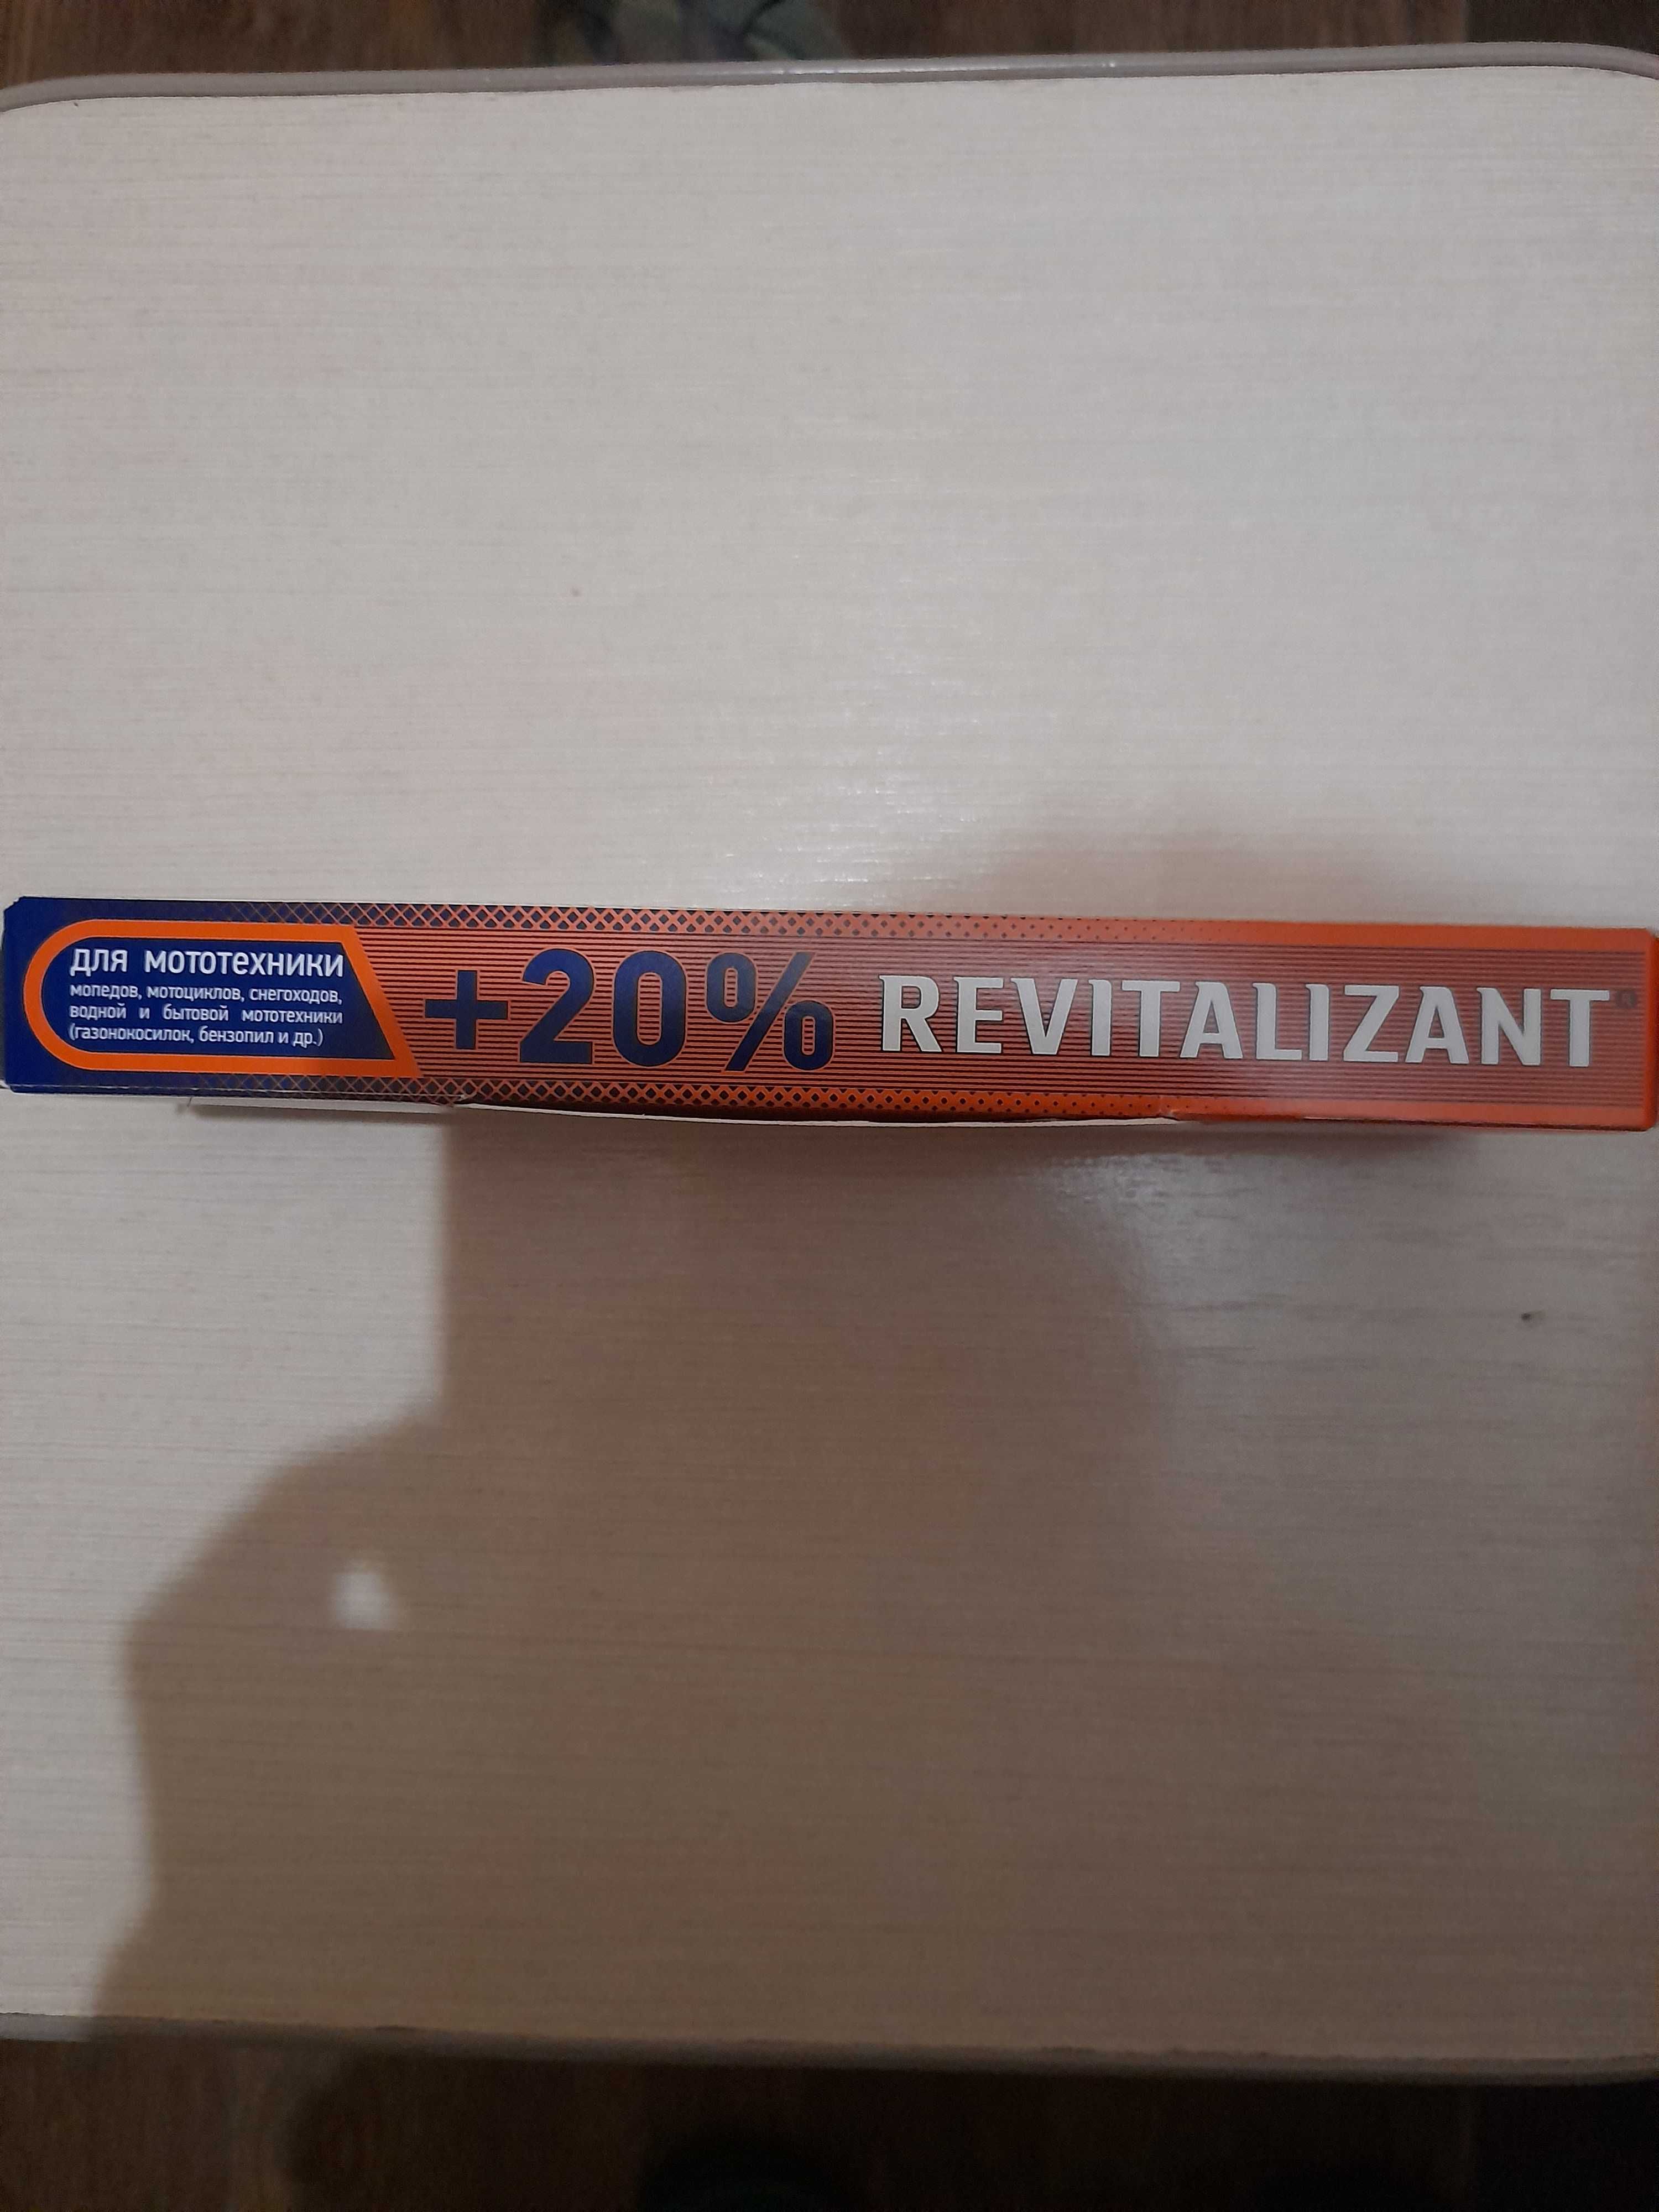 ДЛЯ МОТОТЕХНИКИ
мопедов, мотоциклов, снегоходов,
водной и бытовой мототехники
(газонокосилок, бензопил и др.)
+20% REVITALIZANT®